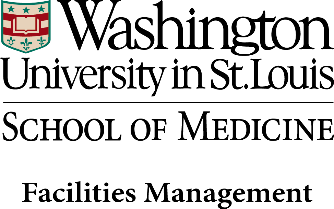 Washington
University in St. Louis
SCHOOL OF MEDICINE
Facilities Management